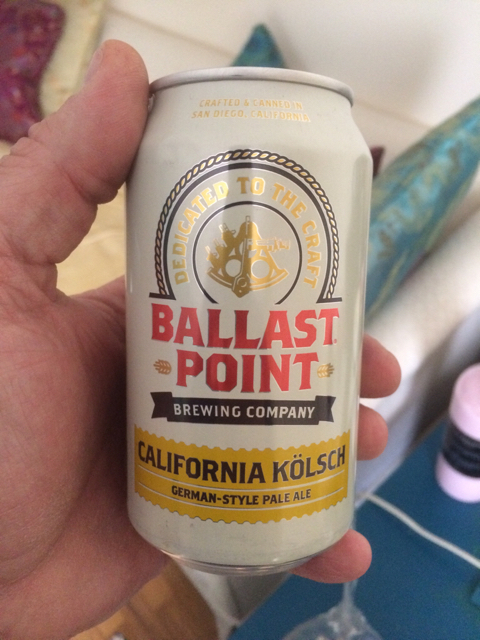 CRAFTED & CANNED IN
SAN DIEGO, CALIFORNIA.
DEDICATED TO THE CRAFT
BALLAST
POINT
BREWING COMPANY
CALIFORNIA KÖLSCH
GERMAN-STYLE PALE ALE